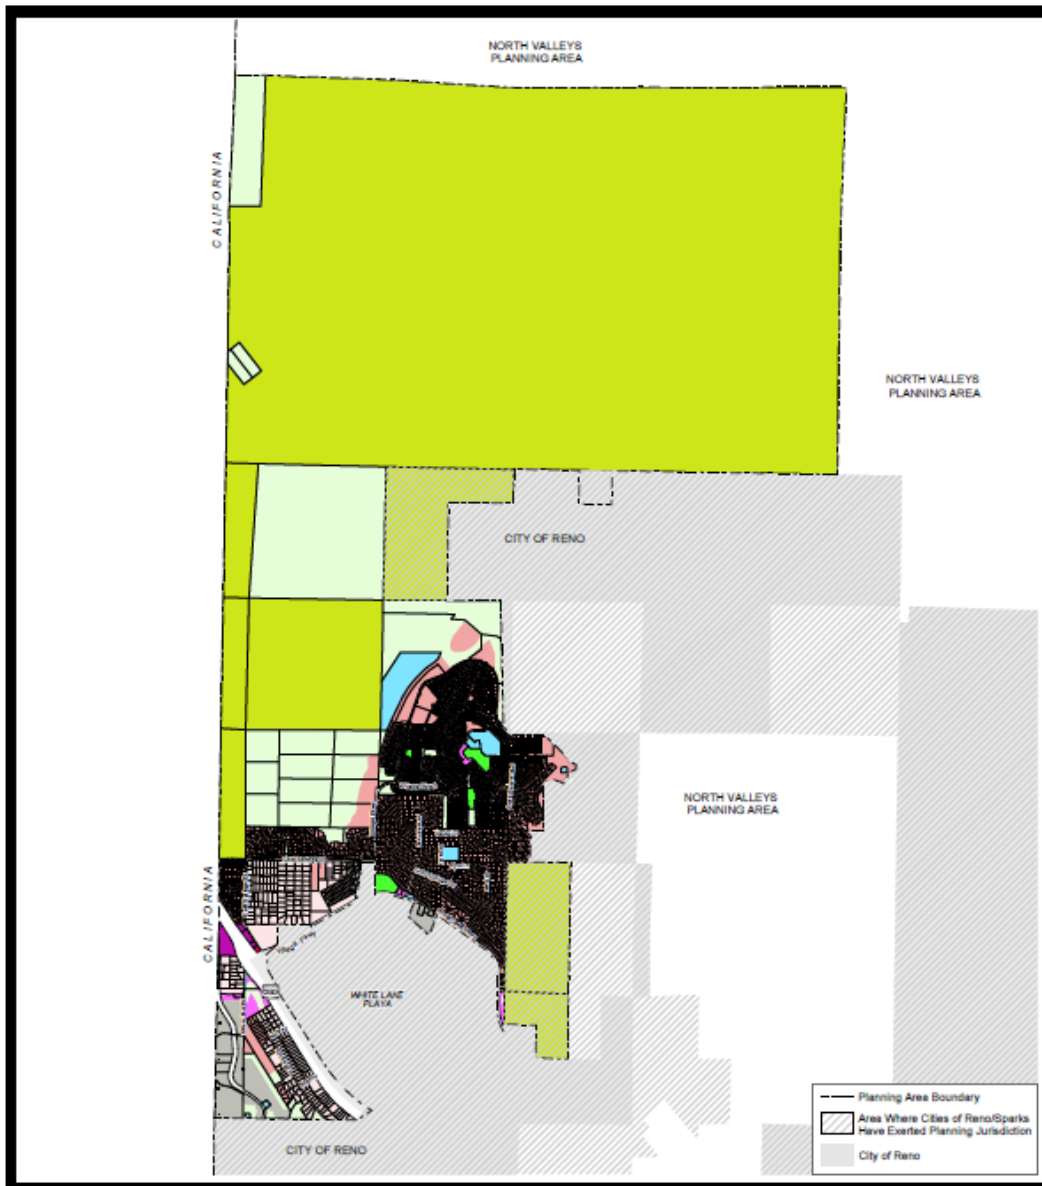 NORTH VALLEYS
PLANNING AREA
CALIFORNIA
NORTH VALLEYS
PLANNING AREA
CITY OF RENO
NORTH VALLEYS
PLANNING AREA
CALIFORNIA
WHITE LAKE
PLAYA
CITY OF RENO
Planning Area Boundary
Area Where Cities of Reno/Sparks
Have Exerted Planning Jurisdiction
City of Reno